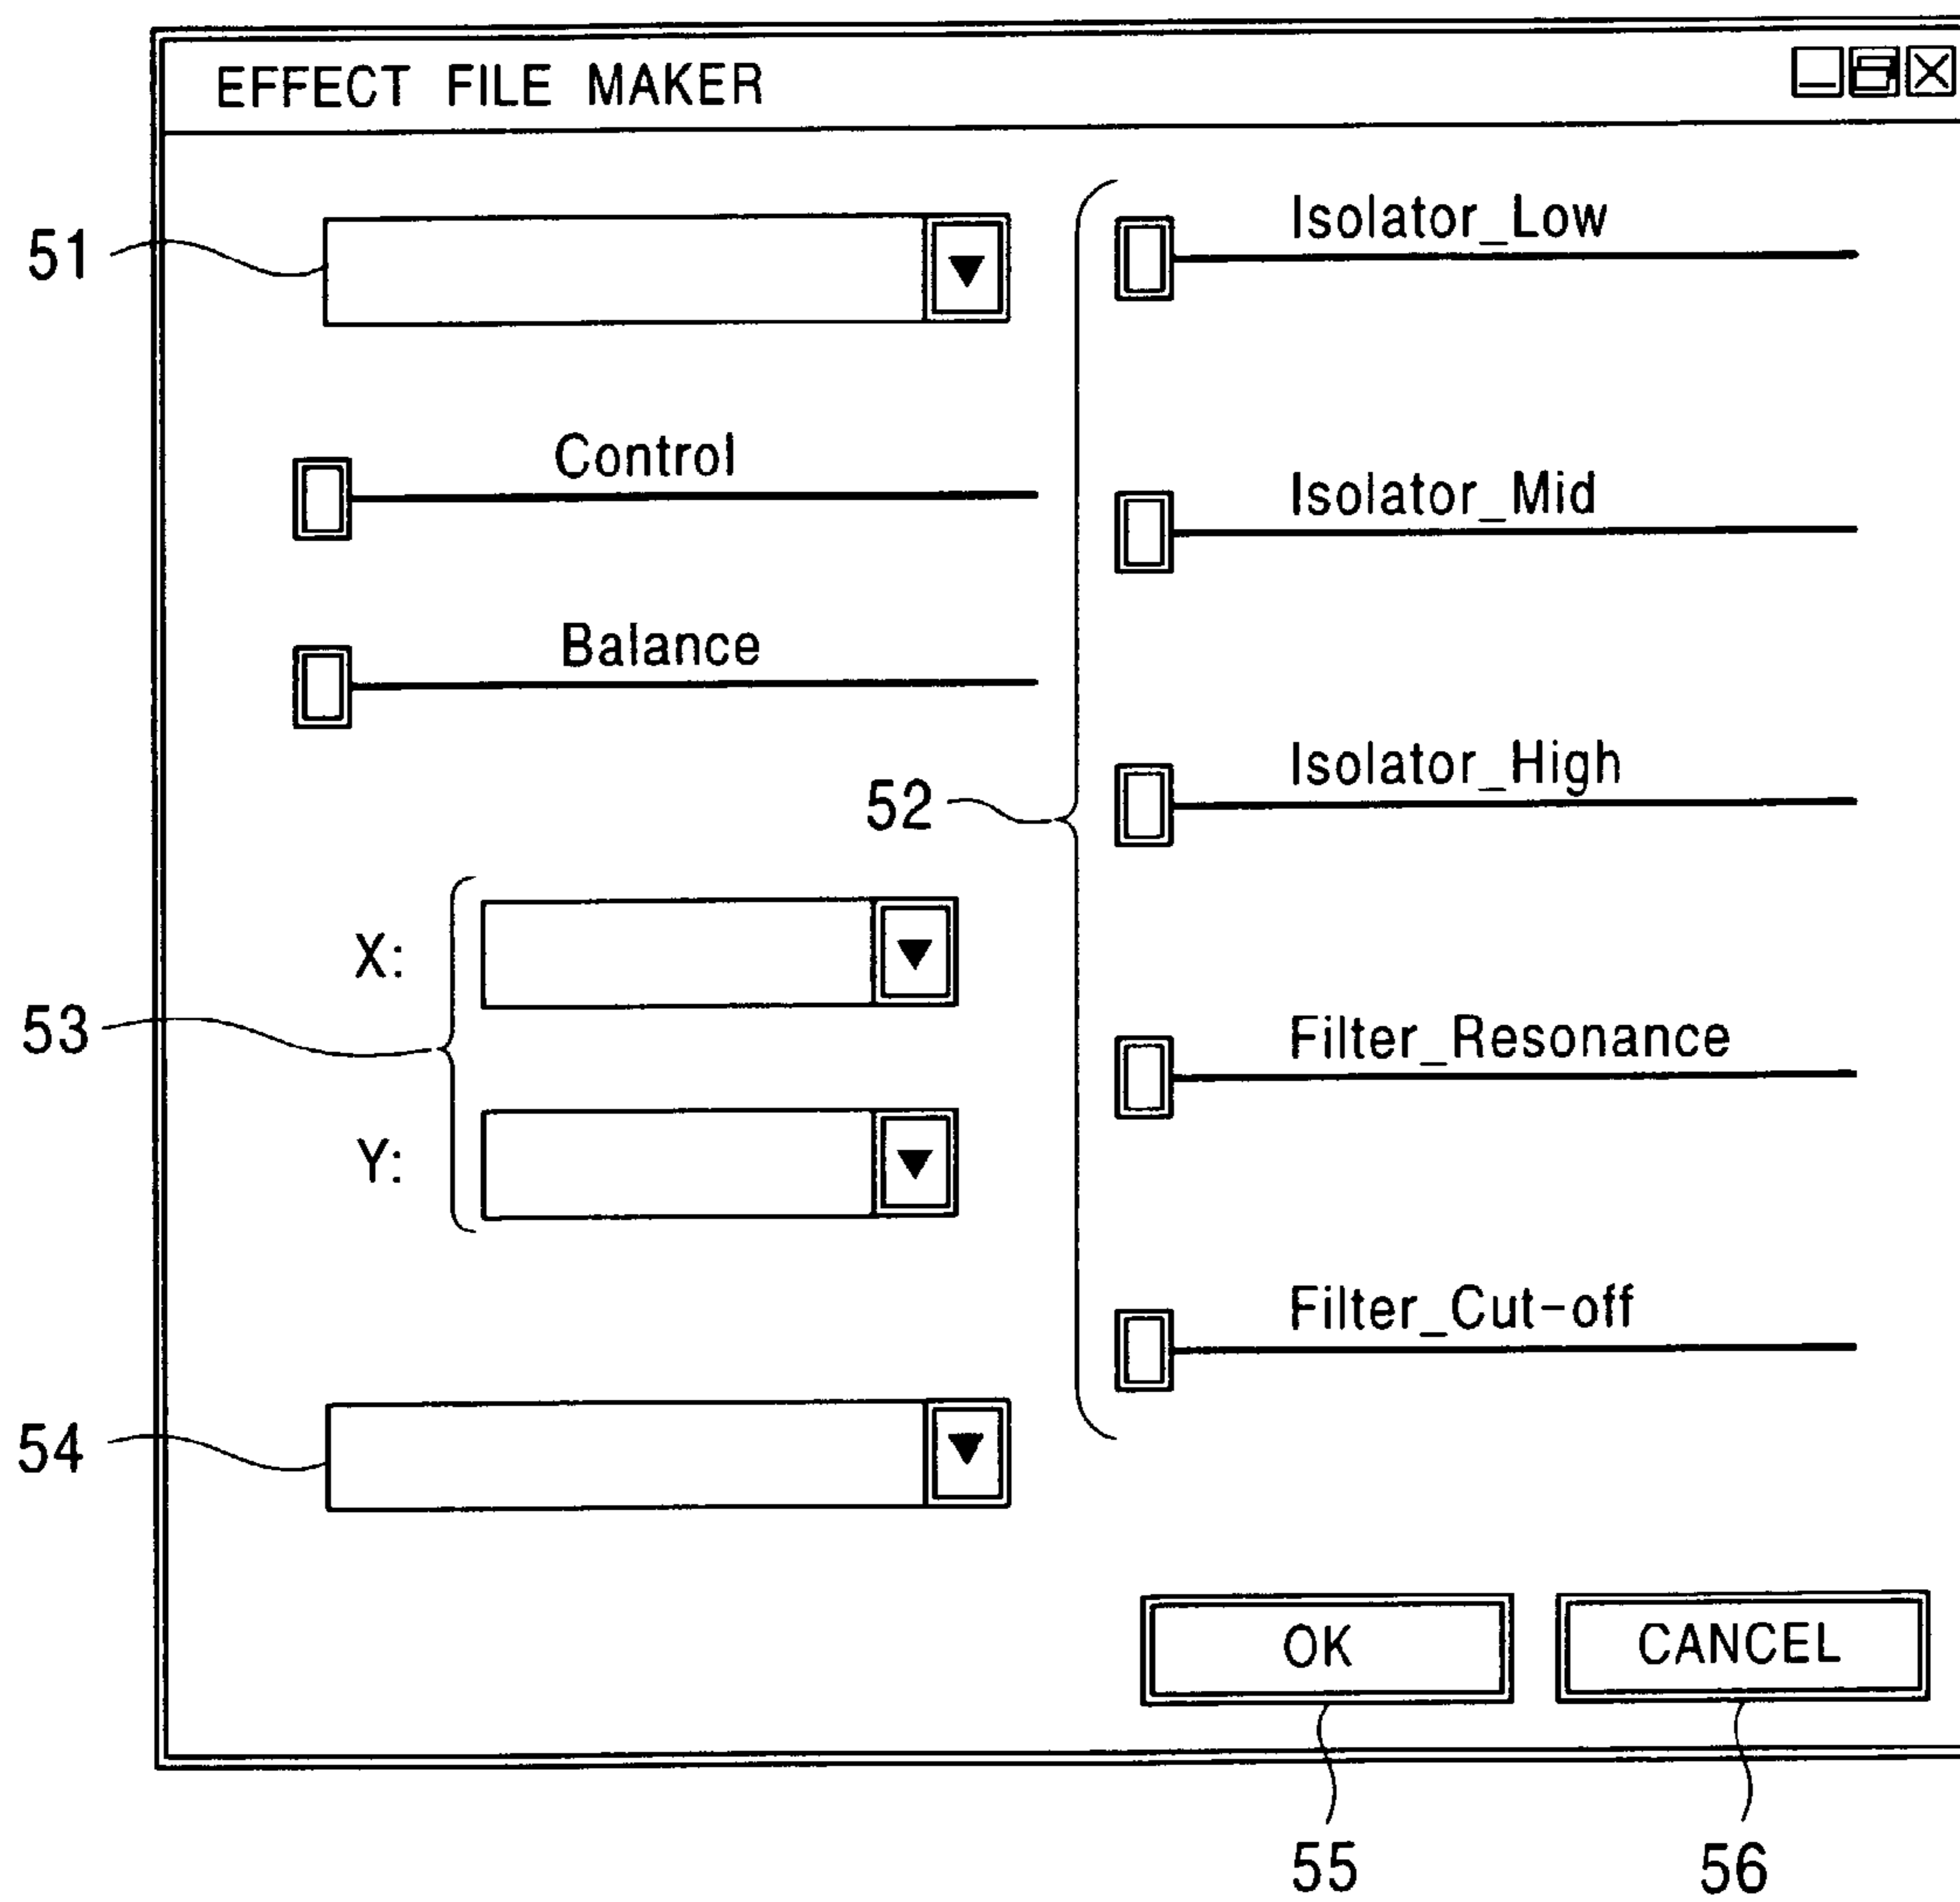 EFFECT FILE MAKER
51
Control
Balance
52
Isolator_Low
Isolator_Mid
Isolator_High
Filter_Resonance
Filter_Cut-off
53
X:
Y:
54
OK
CANCEL
55
56